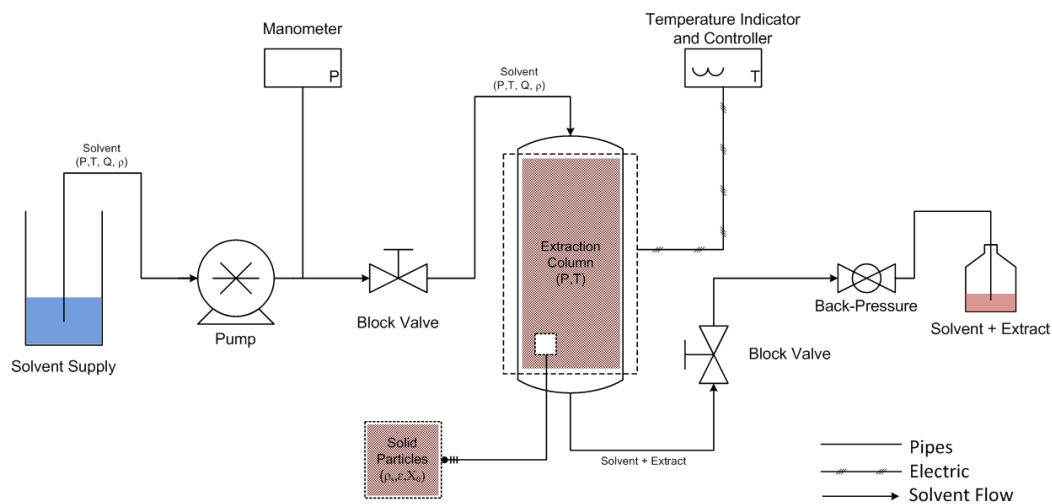 Manometer
P
Temperature Indicator
and Controller
T
Solvent
(P,T, Q, ρ)
Solvent
(P,T, Q, ρ)
Extraction
Column
(P,T)
Pump
Block Valve
Solvent Supply
Back-Pressure
Solvent + Extract
Block Valve
Solid
Particles
(ρₛ,ε,X₀)
Solvent + Extract
Pipes
Electric
Solvent Flow